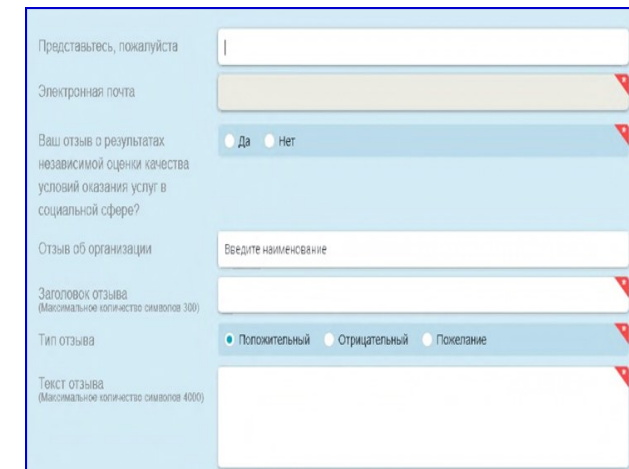 Представьтесь, пожалуйста
Электронная почта
Ваш отзыв о результатах
независимой оценки качества
условий оказания услуг в
социальной сфере?
Да Нет
Отзыв об организации
Введите наименование
Заголовок отзыва
(Максимальное количество символов 300)
Тип отзыва
Положительный Отрицательный Пожелание
Текст отзыва
(Максимальное количество символов 4000)